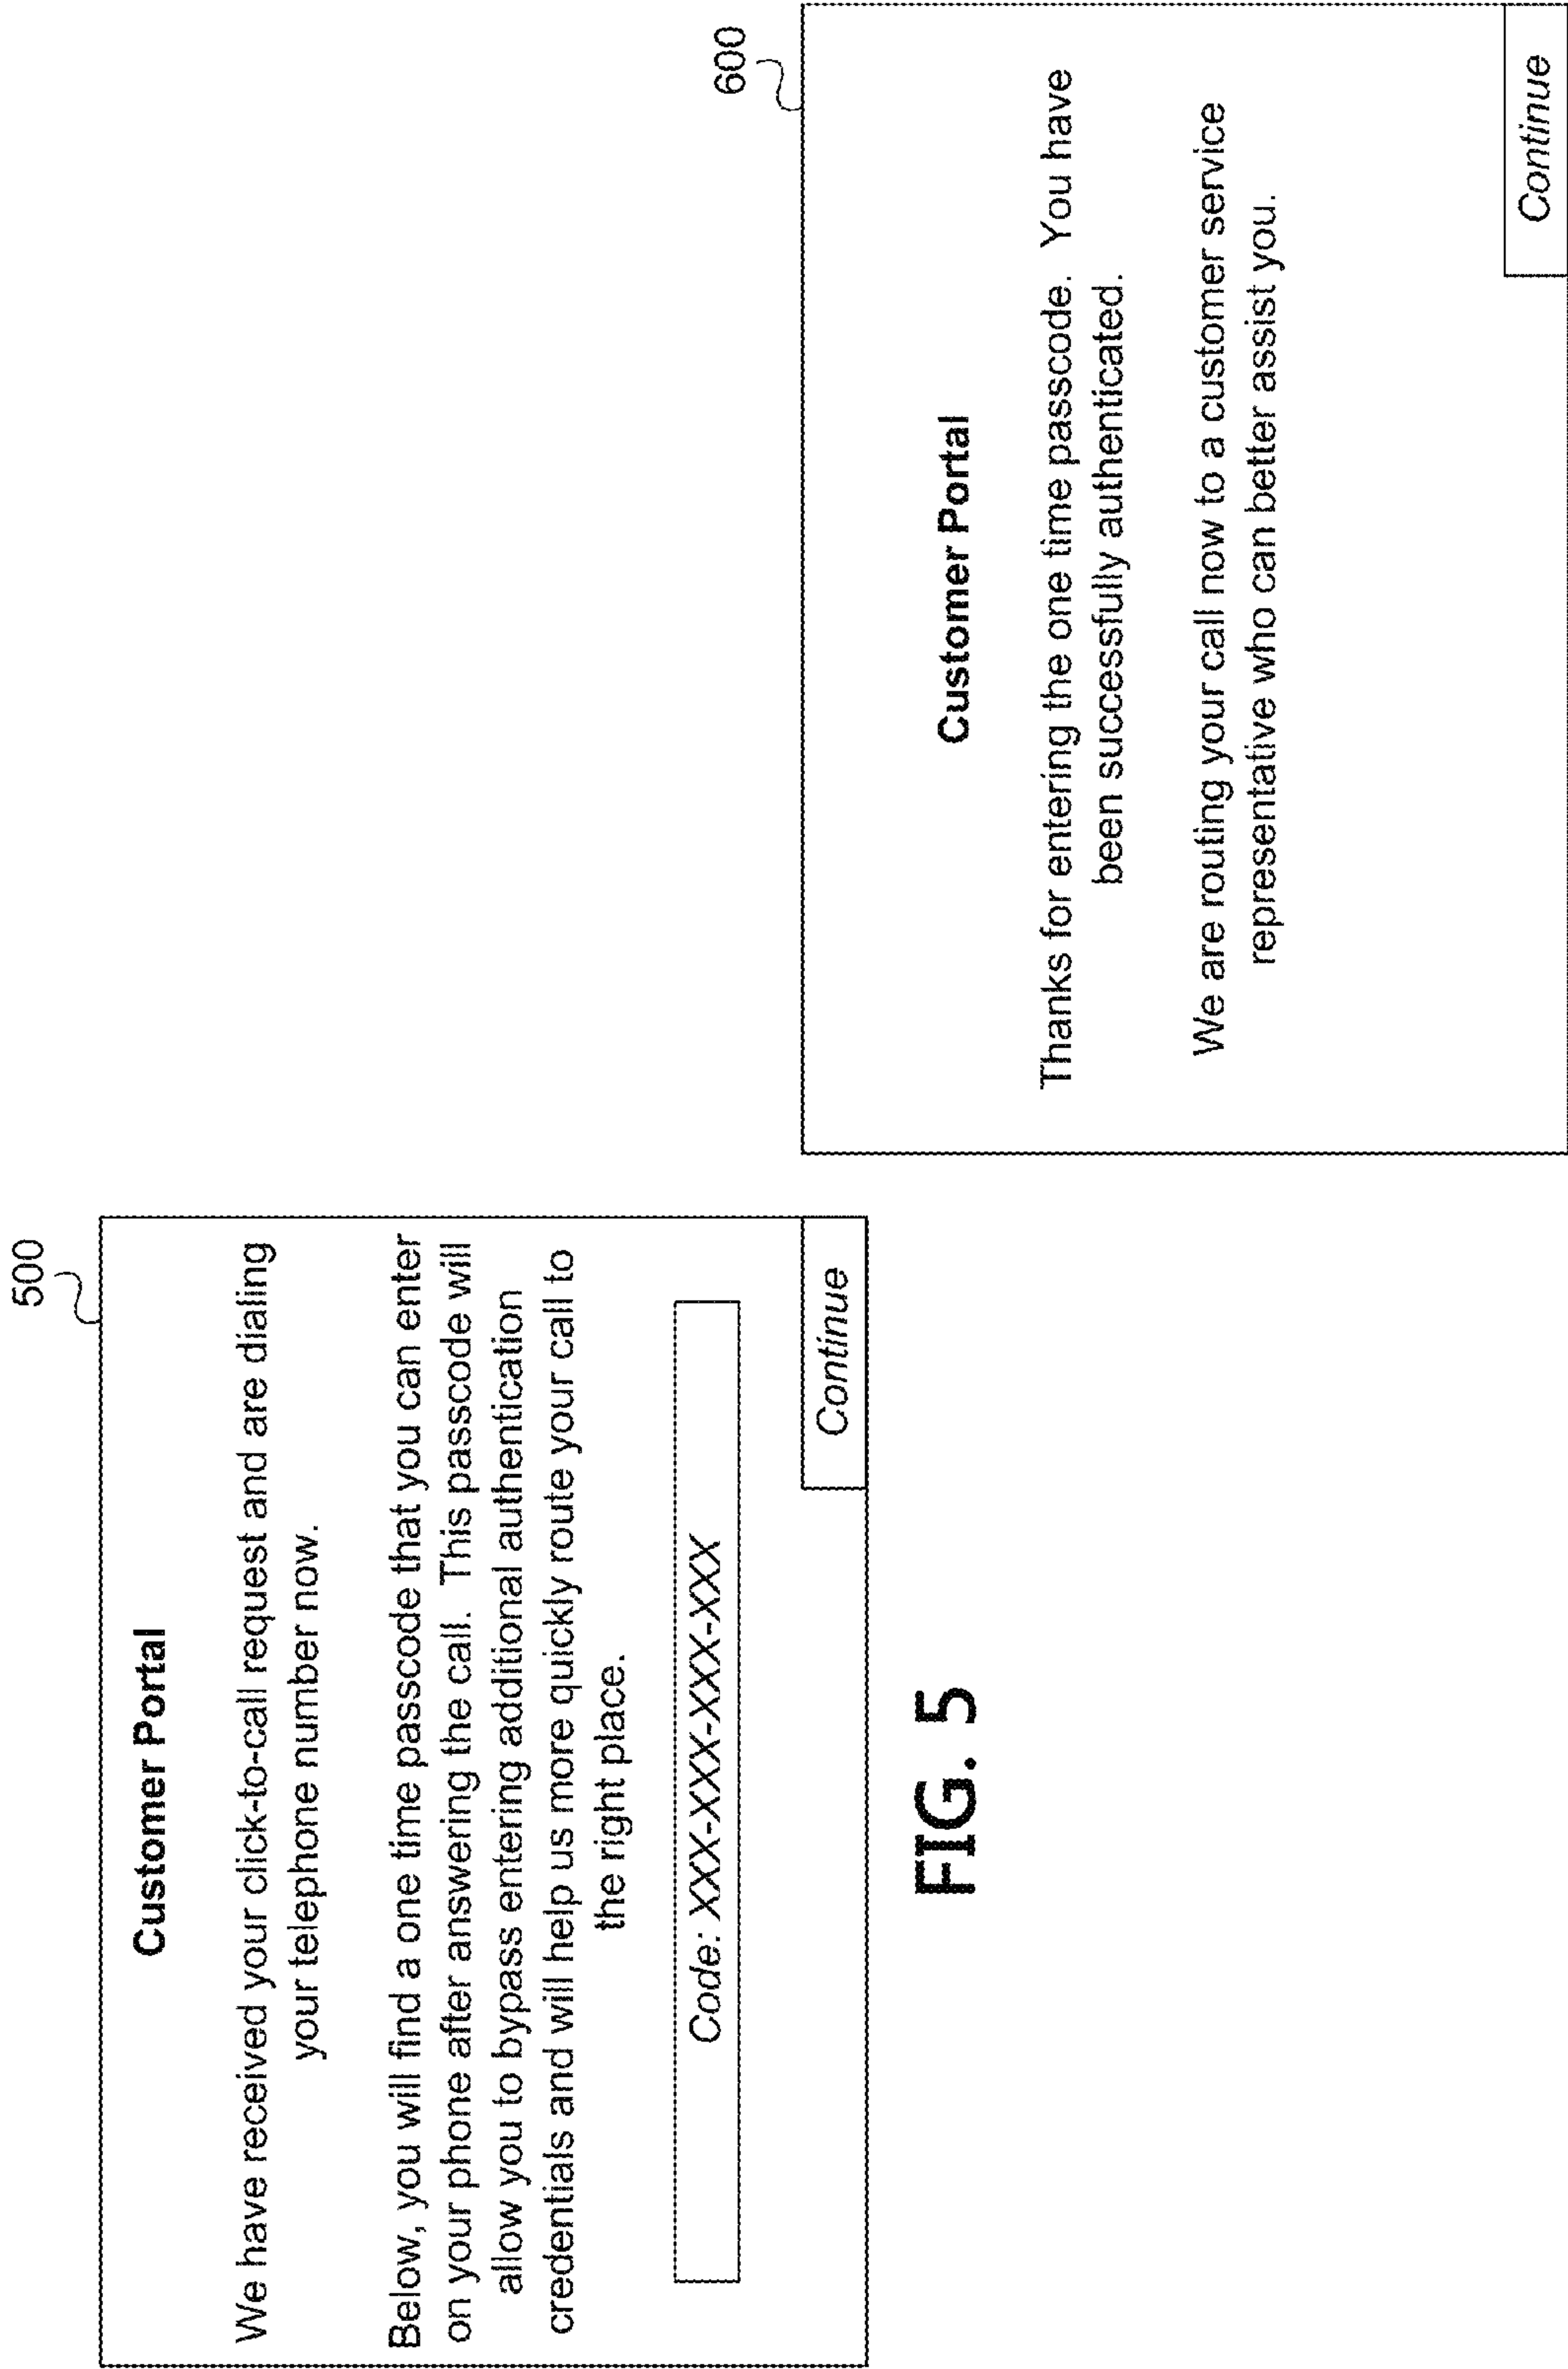 500
Customer Portal
We have received your click-to-call request and are dialing
your telephone number now.
Below, you will find a one time passcode that you can enter
on your phone after answering the call. This passcode will
allow you to bypass entering additional authentication
credentials and will help us more quickly route your call to
the right place.
Code: XXX-XXX-XXX-XXX
Continue
FIG. 5
600
Customer Portal
Thanks for entering the one time passcode. You have
been successfully authenticated.
We are routing your call now to a customer service
representative who can better assist you.
Continue